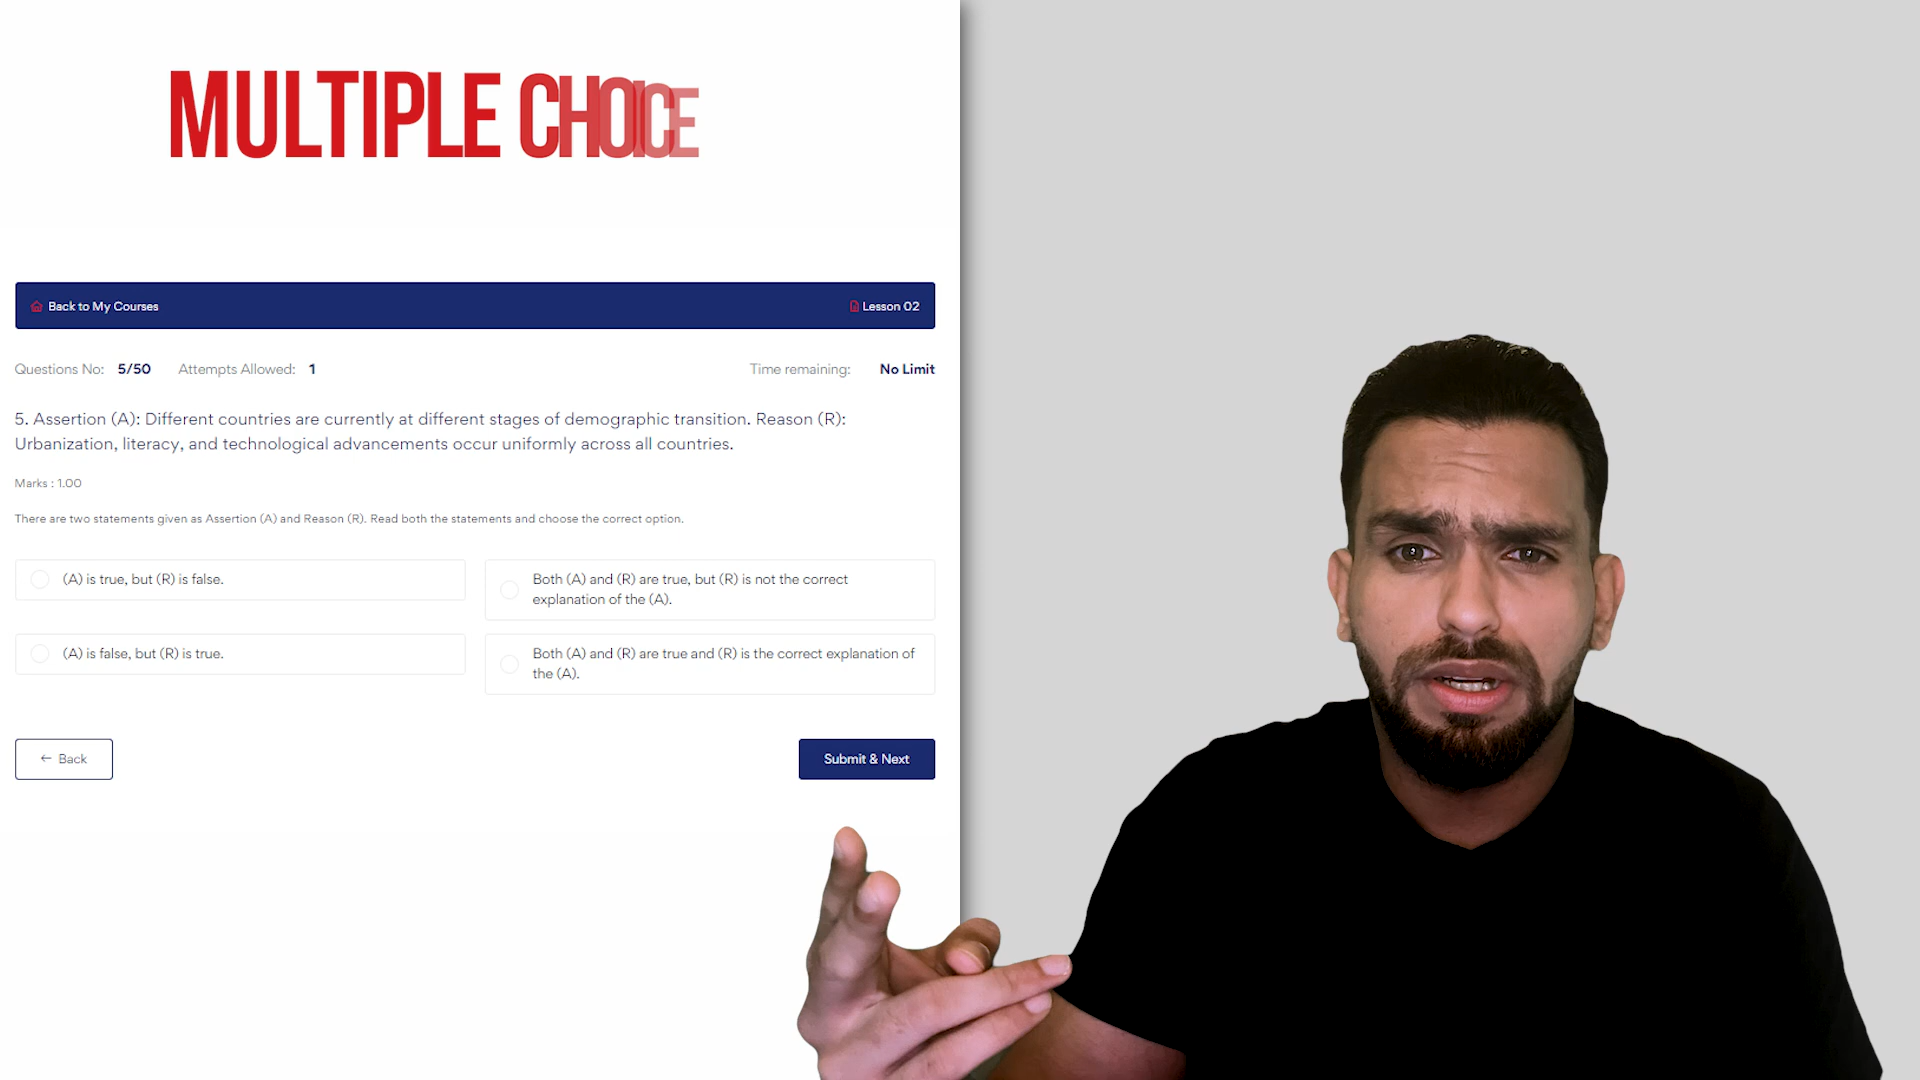 MULTIPLE CHOICE
Back to My Courses
Lesson 02
Questions No: 5/50 Attempts Allowed: 1
Time remaining: No Limit
5. Assertion (A): Different countries are currently at different stages of demographic transition. Reason (R):
Urbanization, literacy, and technological advancements occur uniformly across all countries.
Marks : 1.00
There are two statements given as Assertion (A) and Reason (R). Read both the statements and choose the correct option.
(A) is true, but (R) is false.
Both (A) and (R) are true, but (R) is not the correct
explanation of the (A).
(A) is false, but (R) is true.
Both (A) and (R) are true and (R) is the correct explanation of
the (A).
← Back
Submit & Next